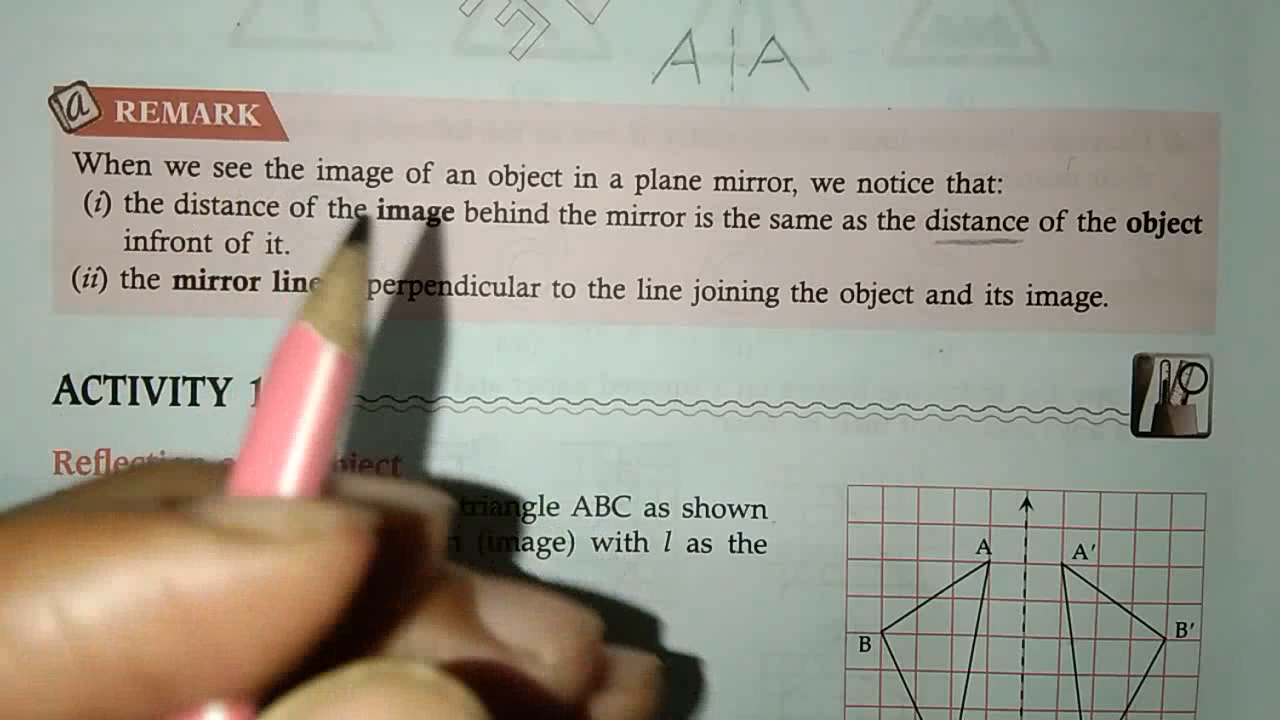 A A
a REMARK
When we see the image of an object in a plane mirror, we notice that:
(i) the distance of the image behind the mirror is the same as the distance of the object
infront of it.
(ii) the mirror line perpendicular to the line joining the object and its image.
ACTIVITY 1
triangle ABC as shown
(image) with l as the
A A'
B B'